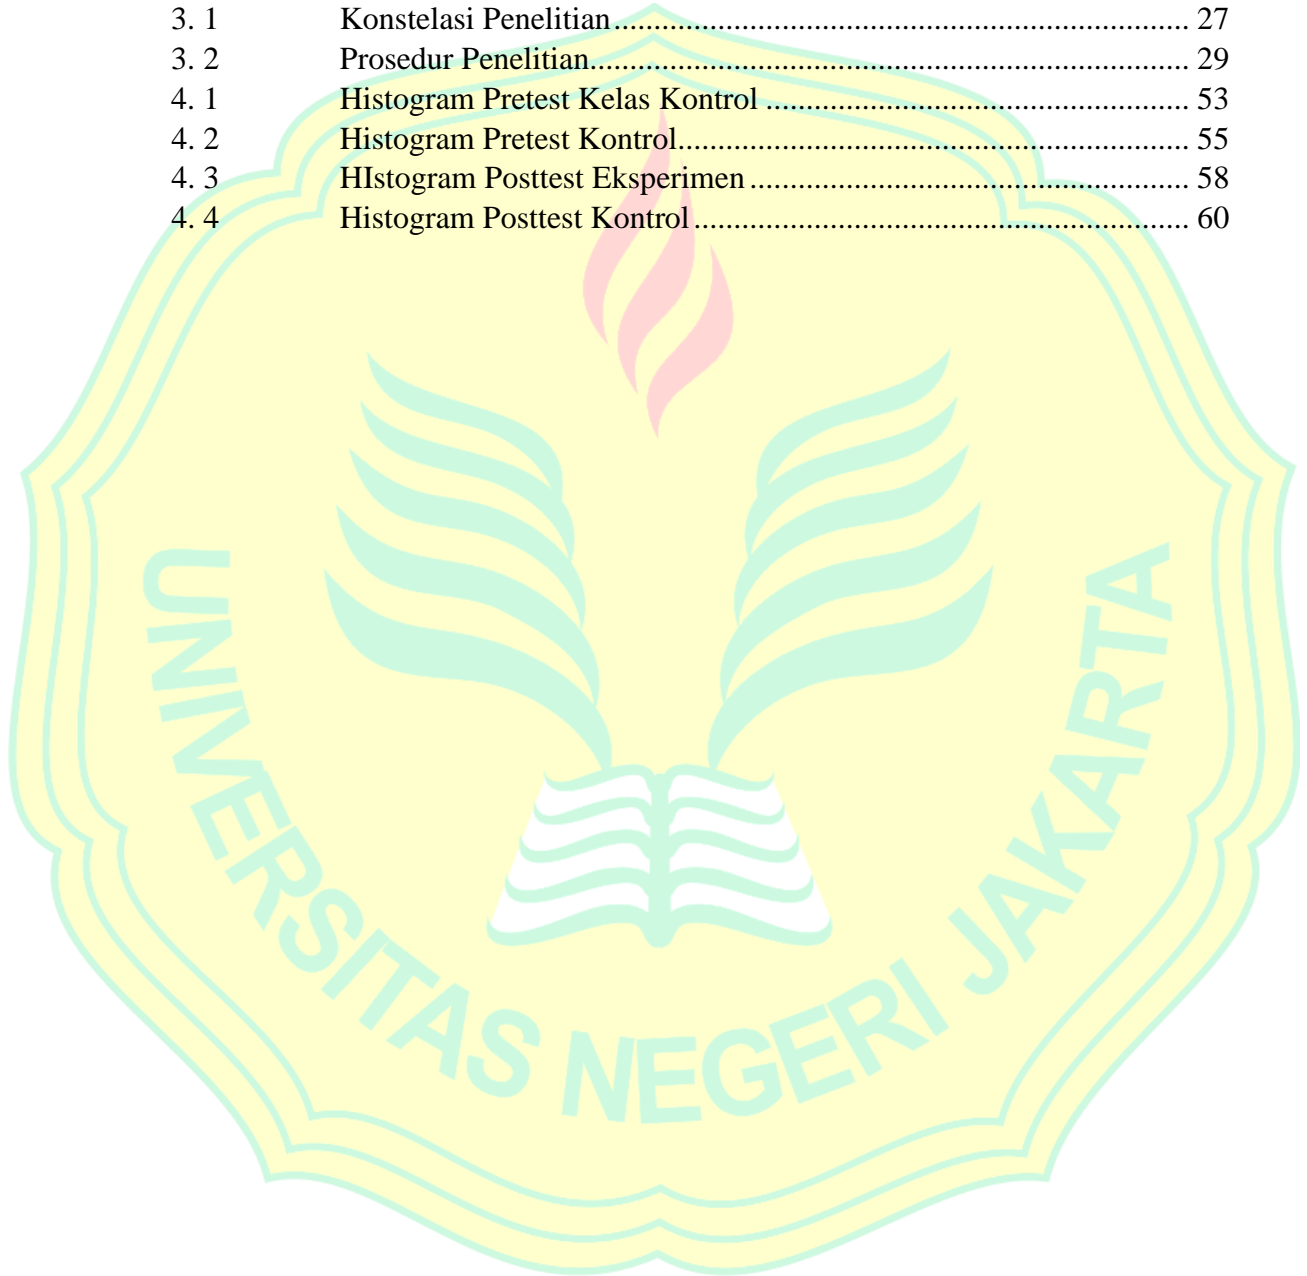 3. 1 Konstelasi Penelitian........................................................................ 27
3. 2 Prosedur Penelitian........................................................................... 29
4. 1 Histogram Pretest Kelas Kontrol ..................................................... 53
4. 2 Histogram Pretest Kontrol................................................................ 55
4. 3 HIstogram Posttest Eksperimen ....................................................... 58
4. 4 Histogram Posttest Kontrol.............................................................. 60
UNIVERSITAS NEGERI JAKARTA